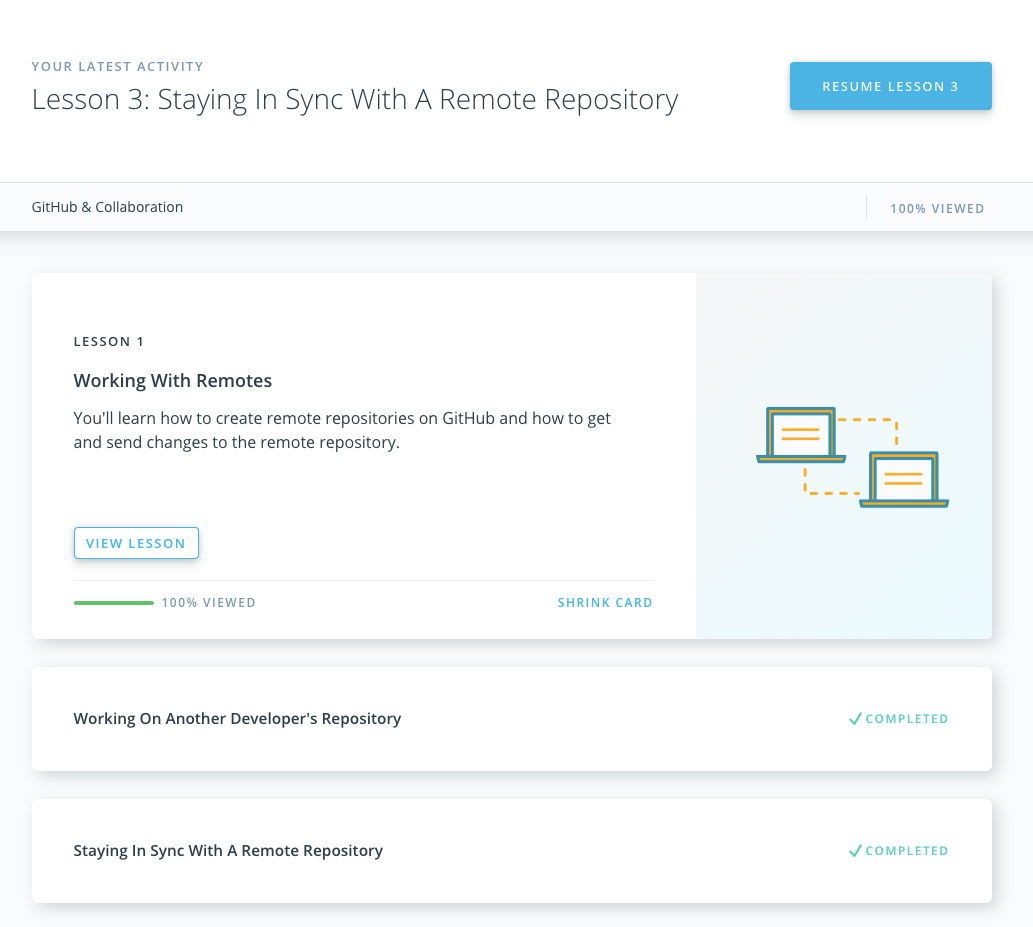 YOUR LATEST ACTIVITY
Lesson 3: Staying In Sync With A Remote Repository
RESUME LESSON 3
GitHub & Collaboration
100% VIEWED
LESSON 1
Working With Remotes
You'll learn how to create remote repositories on GitHub and how to get
and send changes to the remote repository.
VIEW LESSON
100% VIEWED
SHRINK CARD
Working On Another Developer's Repository
COMPLETED
Staying In Sync With A Remote Repository
COMPLETED